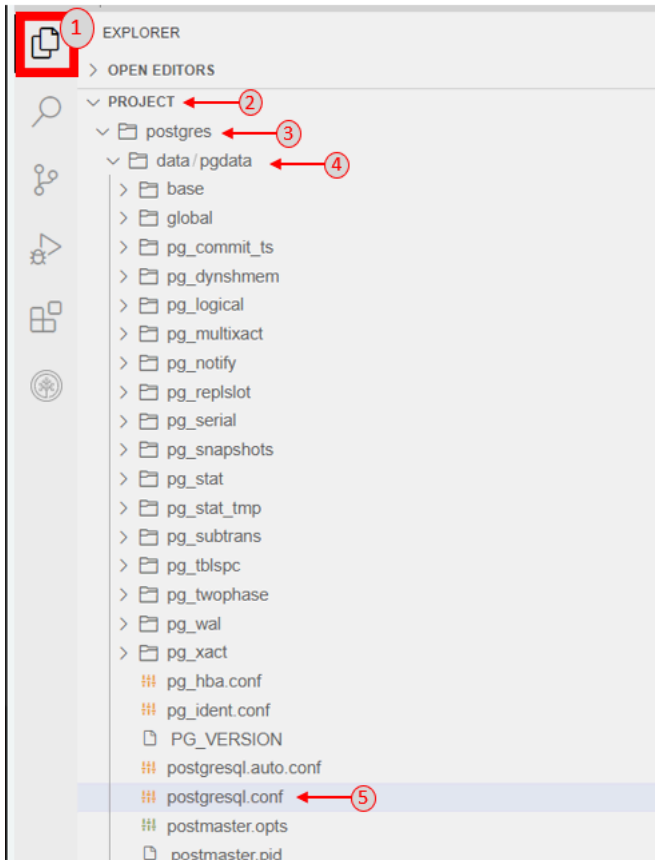 1
EXPLORER
OPEN EDITORS
PROJECT 2
postgres 3
data/pgdata 4
base
global
pg_commit_ts
pg_dynshmem
pg_logical
pg_multixact
pg_notify
pg_replslot
pg_serial
pg_snapshots
pg_stat
pg_stat_tmp
pg_subtrans
pg_tblspc
pg_twophase
pg_wal
pg_xact
pg_hba.conf
pg_ident.conf
PG_VERSION
postgresql.auto.conf
postgresql.conf 5
postmaster.opts
postmaster.pid